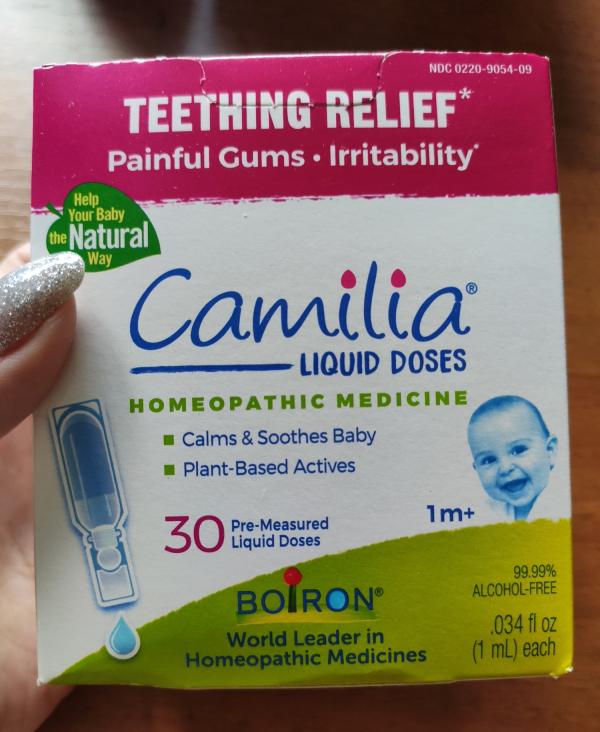 NDC 0220-9054-09
TEETHING RELIEF*
Painful Gums • Irritability*
Help
Your Baby
the Natural
Way
Camilia®
LIQUID DOSES
HOMEOPATHIC MEDICINE
Calms & Soothes Baby
Plant-Based Actives
30 Pre-Measured
Liquid Doses
1m+
99.99%
ALCOHOL-FREE
BOIRON®
World Leader in
Homeopathic Medicines
.034 fl oz
(1 mL) each